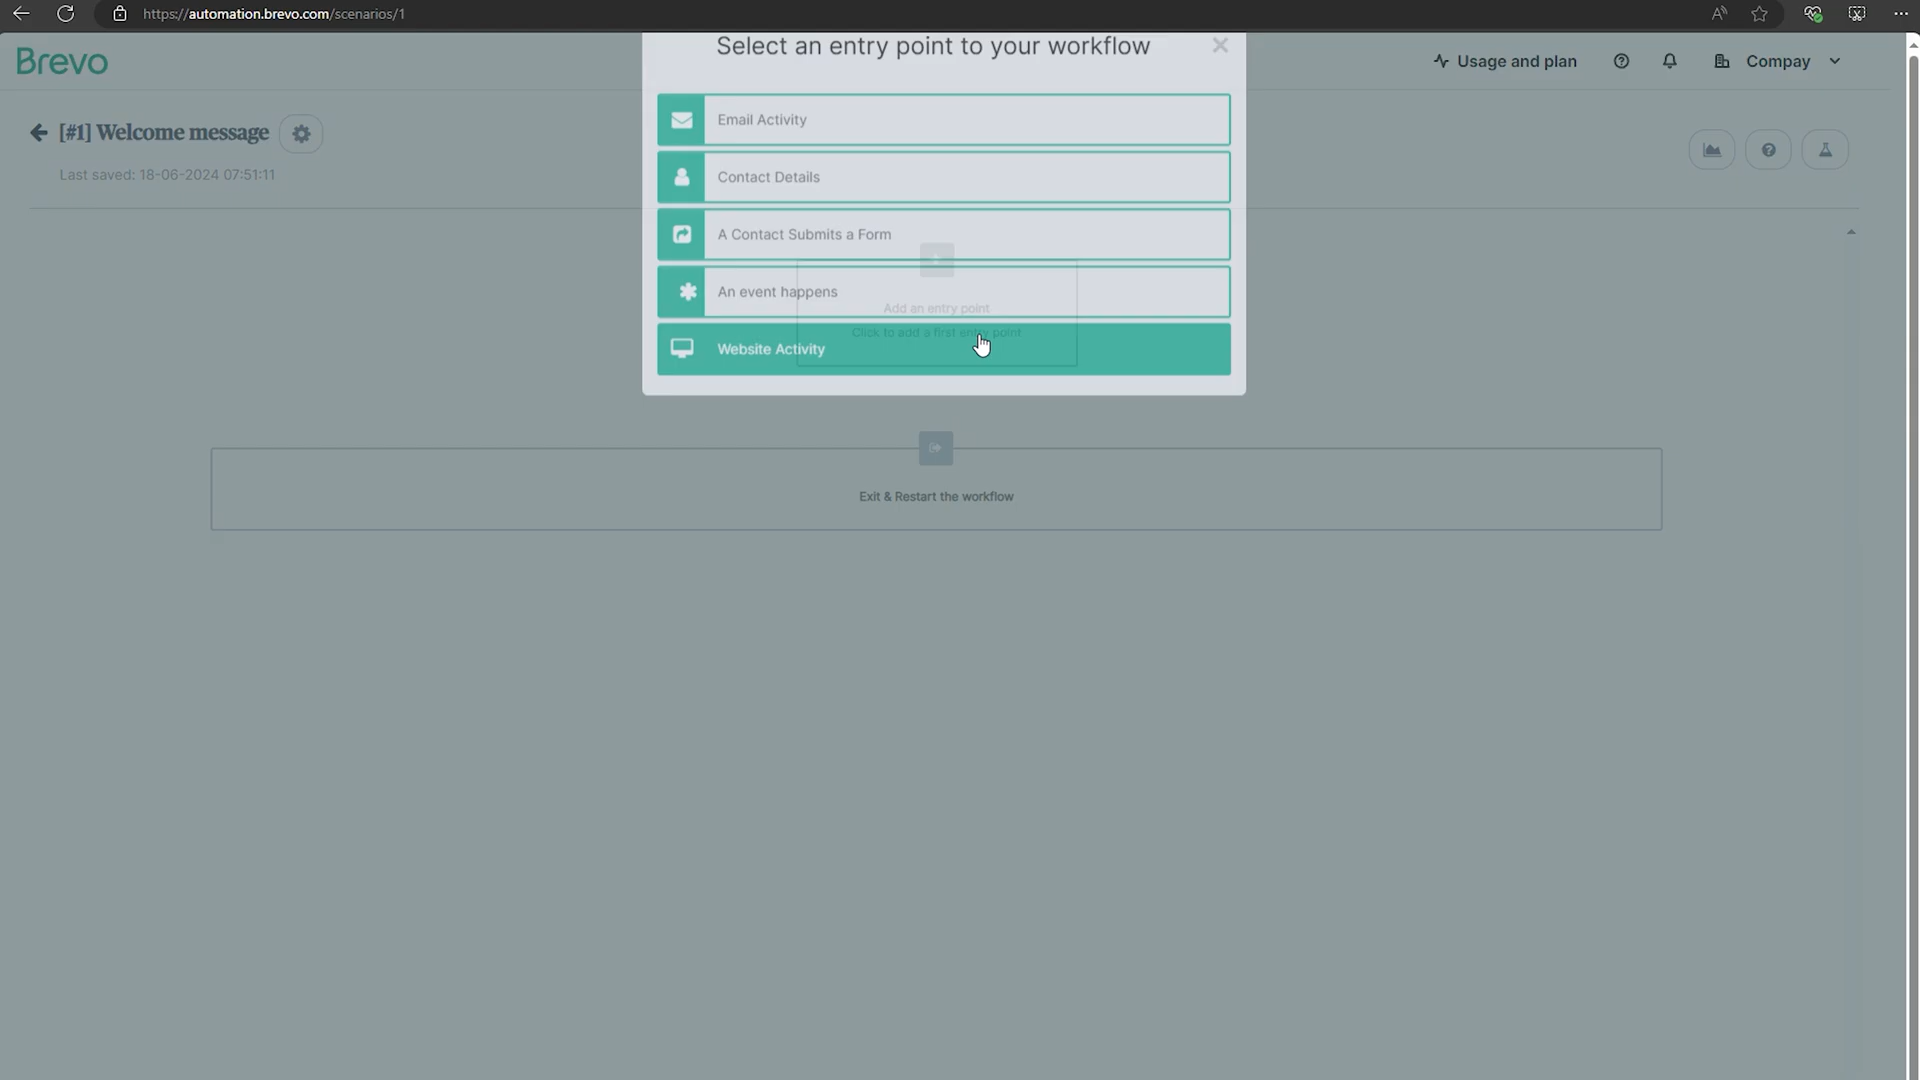 https://automation.brevo.com/scenarios/1
Select an entry point to your workflow
Brevo
Usage and plan
Compay
[#1] Welcome message
Last saved: 18-06-2024 07:51:11
Email Activity
Contact Details
A Contact Submits a Form
An event happens
Add an entry point
Click to add a first entry point
Website Activity
Exit & Restart the workflow